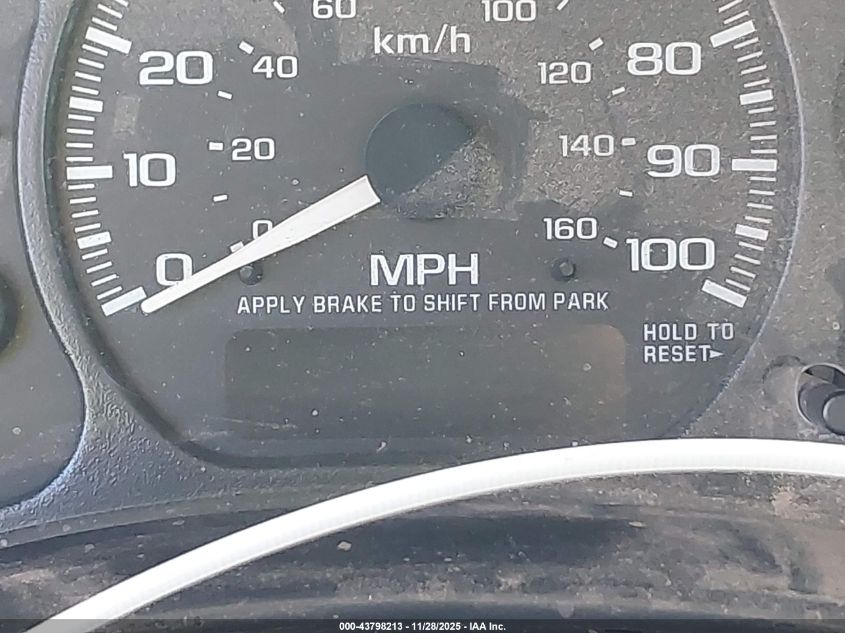 60 100
km/h
20 40 120 80
10 20 140 90
0 0 160 100
MPH
APPLY BRAKE TO SHIFT FROM PARK
HOLD TO
RESET►
000-43798213 - 11/28/2025 - IAA Inc.